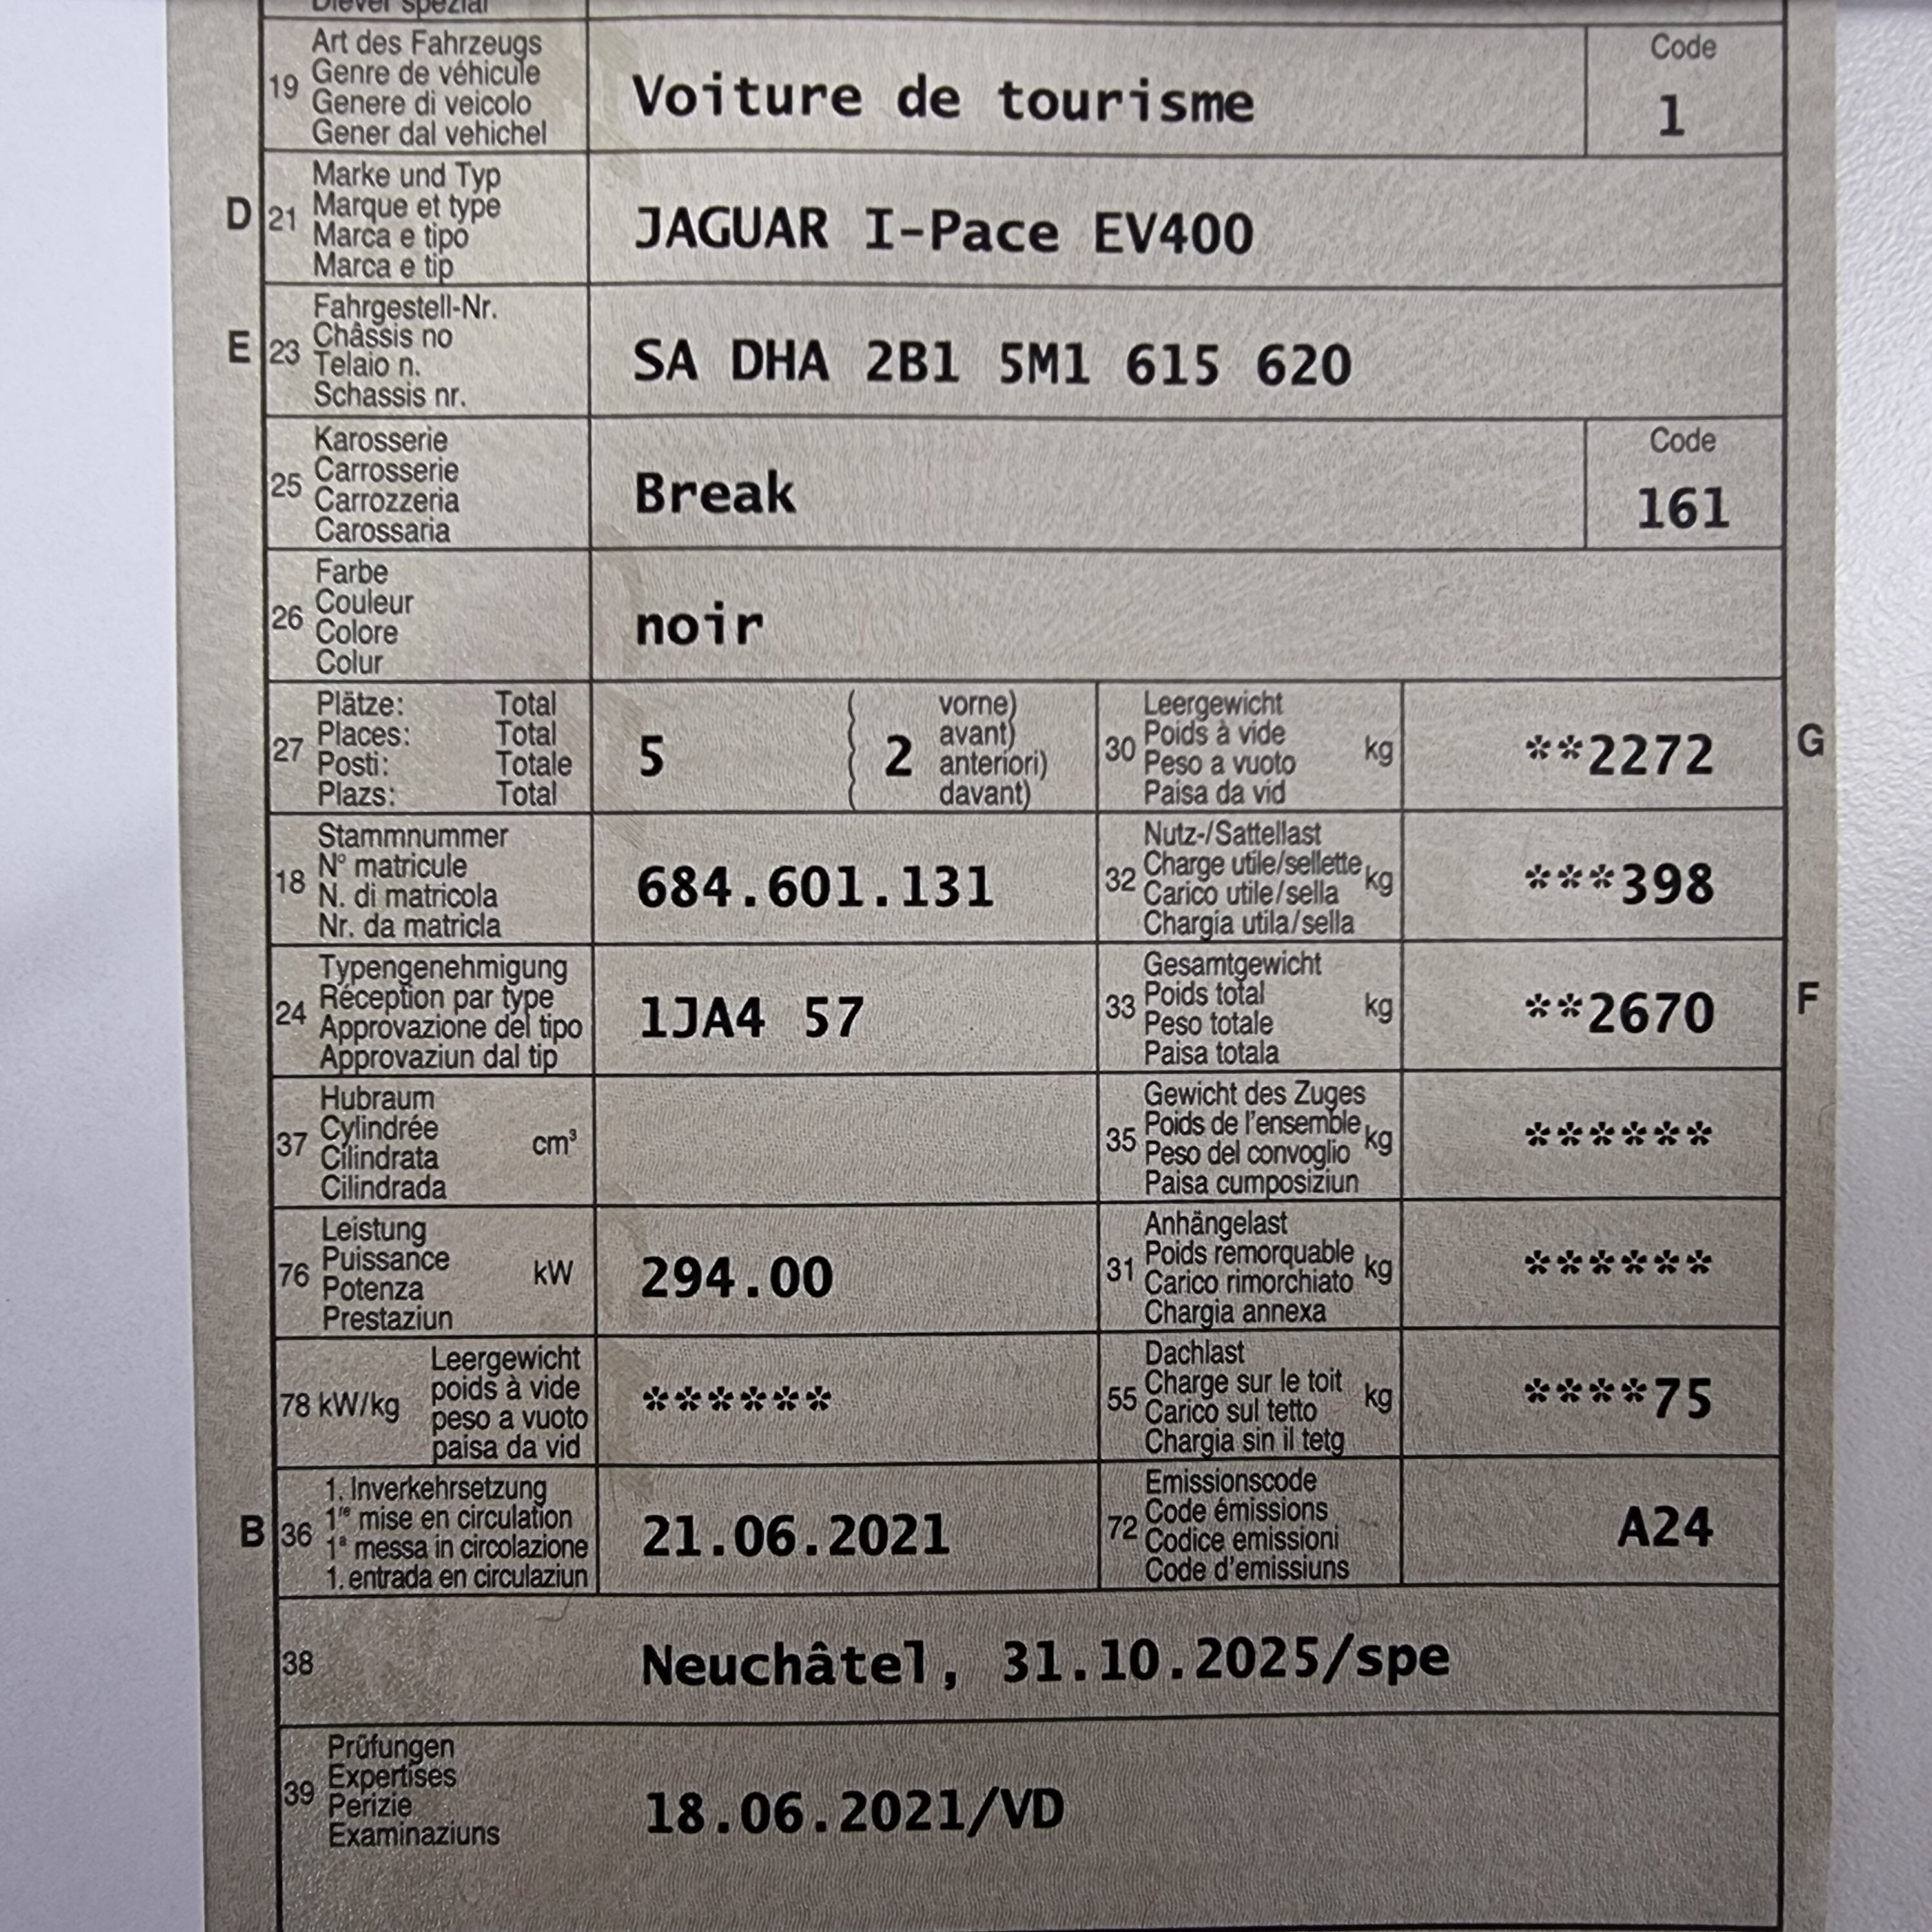 Diever spezial
19 Art des Fahrzeugs
Genre de véhicule
Genere di veicolo
Gener dal vehichel
Voiture de tourisme
Code
1
D 21 Marke und Typ
Marque et type
Marca e tipo
Marca e tip
JAGUAR I-Pace EV400
E 23 Fahrgestell-Nr.
Châssis no
Telaio n.
Schassis nr.
SA DHA 2B1 5M1 615 620
25 Karosserie
Carrosserie
Carrozzeria
Carossaria
Break
Code
161
26 Farbe
Couleur
Colore
Colur
noir
27 Plätze: Total
Places: Total
Posti: Totale
Plazs: Total
5 ( 2 vorne)
( avant)
( anteriori)
( davant)
30 Leergewicht
Poids à vide kg
Peso a vuoto
Paisa da vid
**2272 G
18 Stammnummer
N° matricule
N. di matricola
Nr. da matricla
684.601.131
32 Nutz-/Sattellast
Charge utile/sellette kg
Carico utile/sella
Chargia utila/sella
***398
24 Typengenehmigung
Réception par type
Approvazione del tipo
Approvaziun dal tip
1JA4 57
33 Gesamtgewicht
Poids total kg
Peso totale
Paisa totala
**2670 F
37 Hubraum
Cylindrée cm³
Cilindrata
Cilindrada
35 Gewicht des Zuges
Poids de l'ensemble kg
Peso del convoglio
Paisa cumposiziun
******
76 Leistung
Puissance kW
Potenza
Prestaziun
294.00
31 Anhängelast
Poids remorquable kg
Carico rimorchiato
Chargia annexa
******
78 kW/kg Leergewicht
poids à vide
peso a vuoto
paisa da vid
******
55 Dachlast
Charge sur le toit kg
Carico sul tetto
Chargia sin il tetg
****75
B 36 1. Inverkehrsetzung
1re mise en circulation
1a messa in circolazione
1. entrada en circulaziun
21.06.2021
72 Emissionscode
Code émissions
Codice emissioni
Code d'emissiuns
A24
38 Neuchâtel, 31.10.2025/spe
39 Prüfungen
Expertises
Perizie
Examinaziuns
18.06.2021/VD